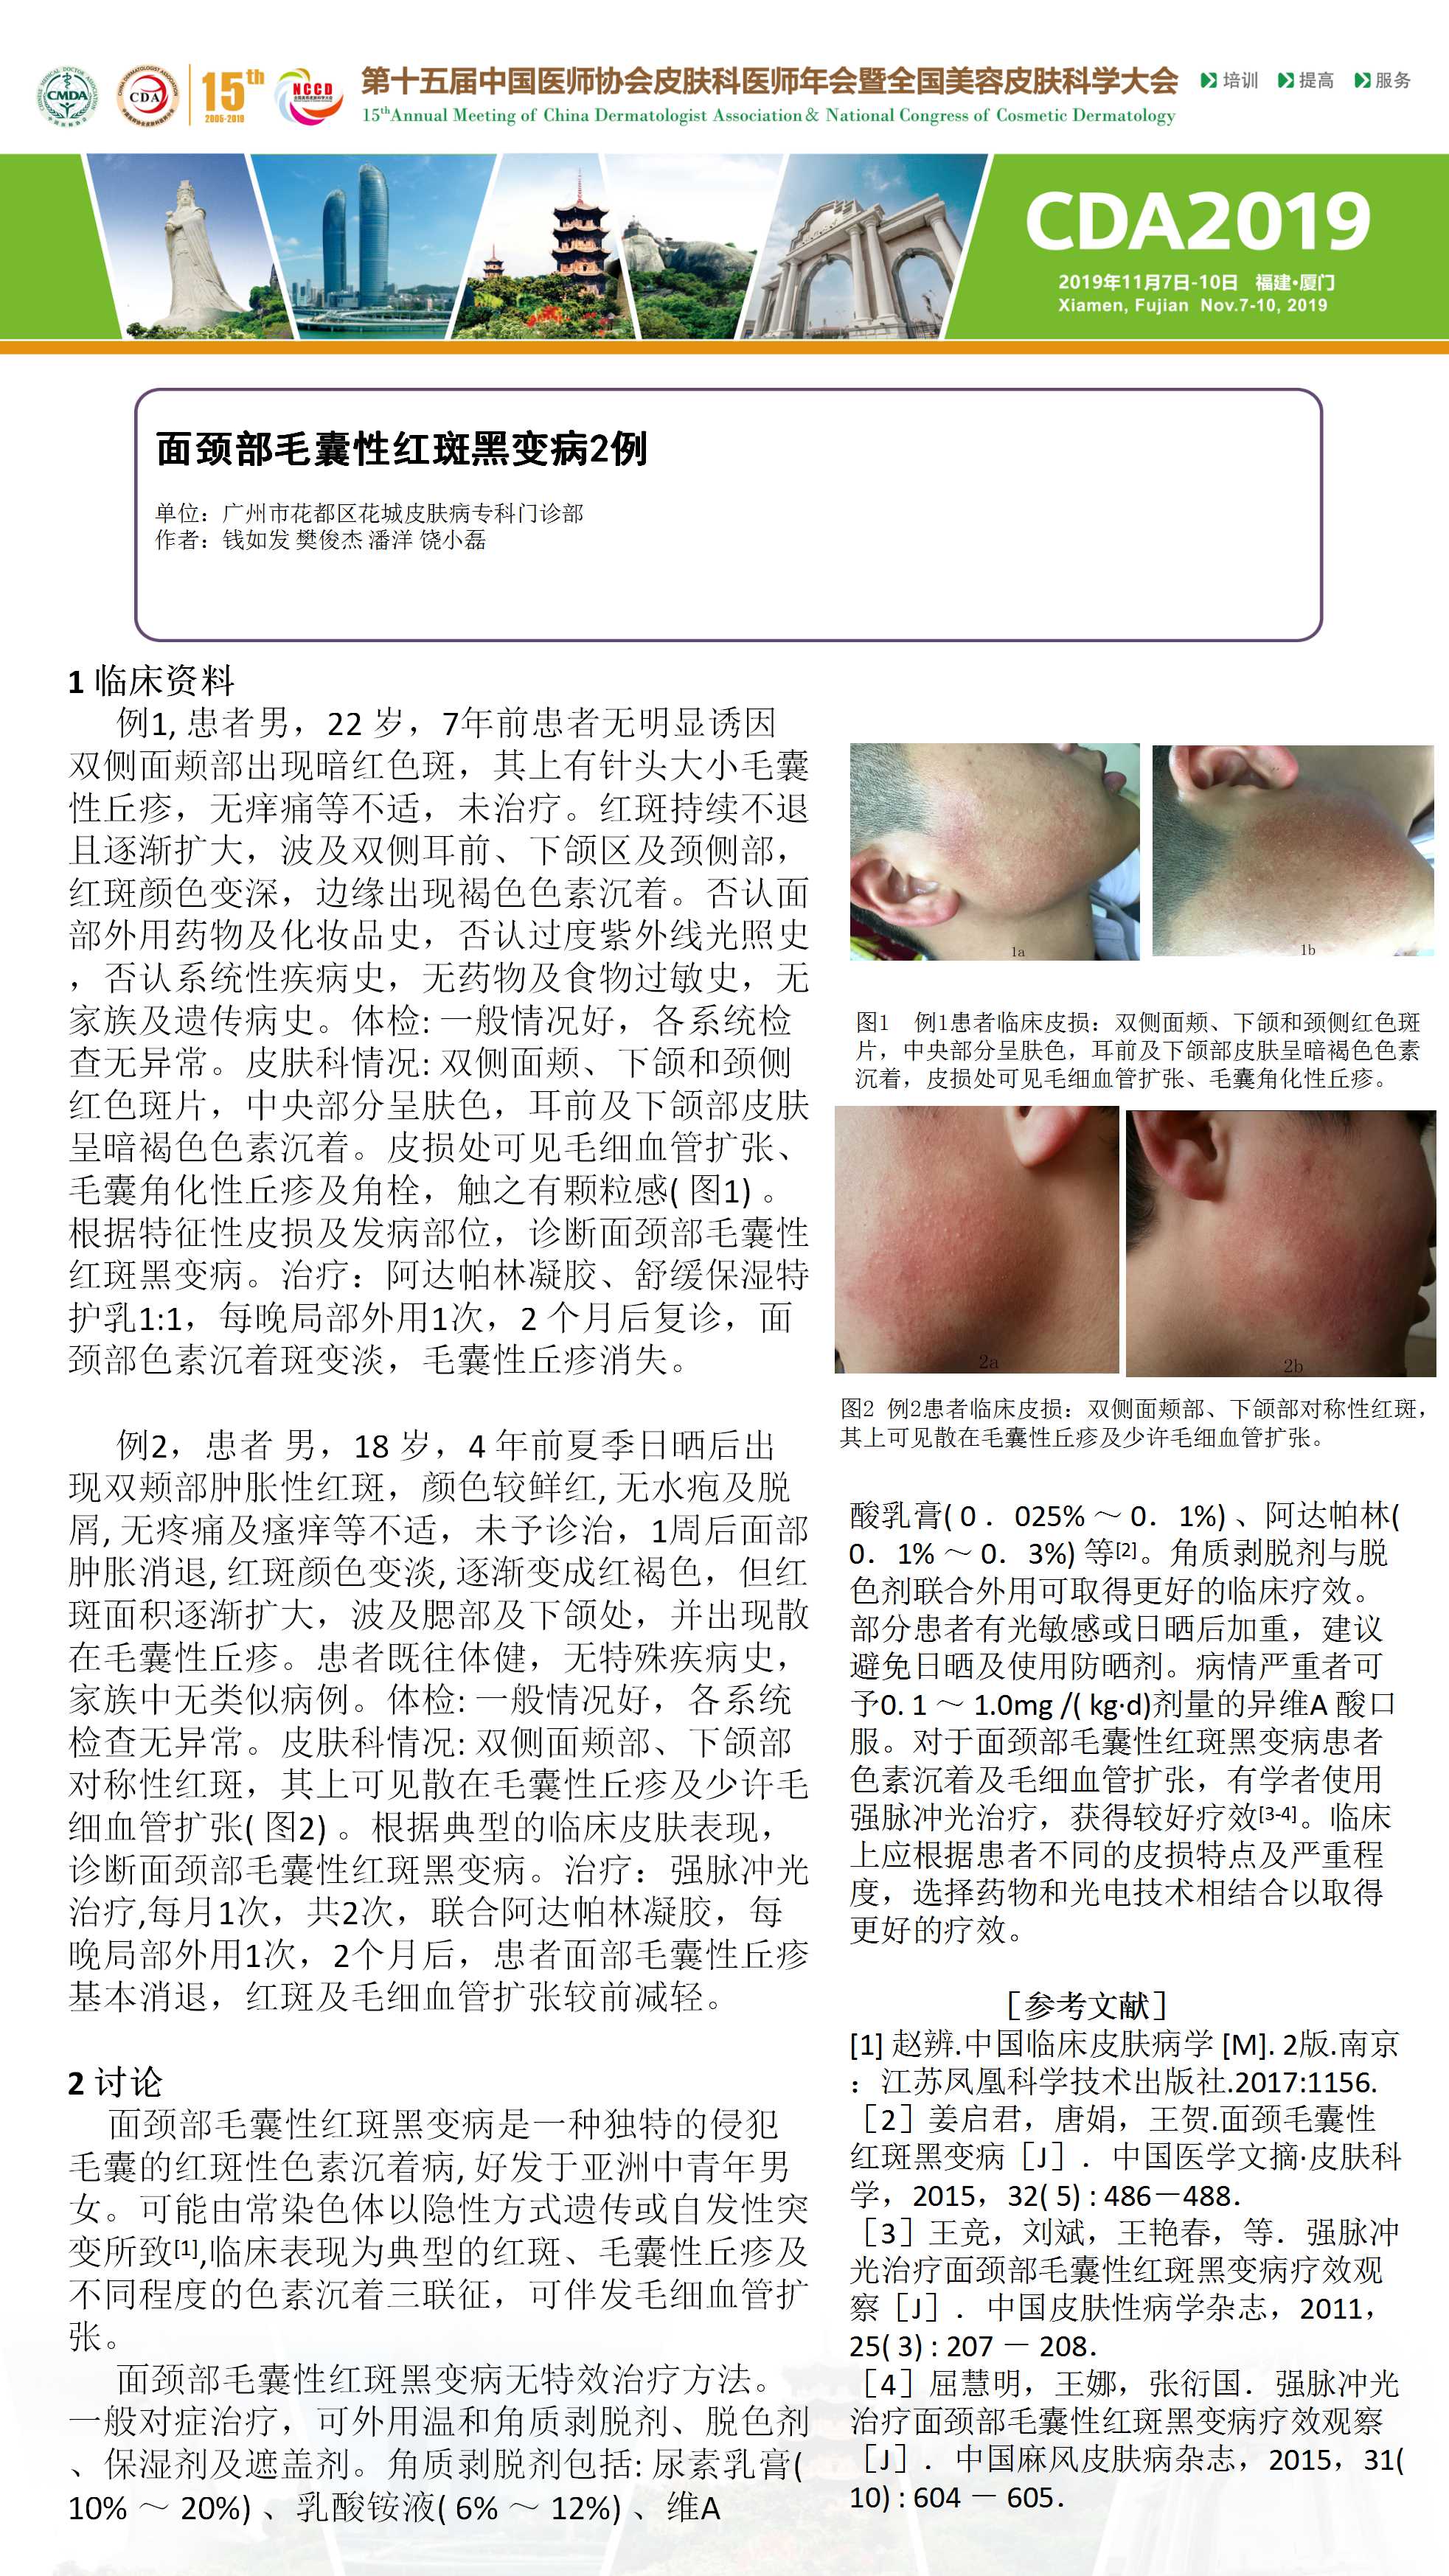 CMDA
CDA
15th
2005-2019
NCCD
第十五届中国医师协会皮肤科医师年会暨全国美容皮肤科学大会
15thAnnual Meeting of China Dermatologist Association& National Congress of Cosmetic Dermatology
培训 提高 服务
CDA2019
2019年11月7日-10日 福建·厦门
Xiamen, Fujian Nov.7-10, 2019
面颈部毛囊性红斑黑变病2例
单位：广州市花都区花城皮肤病专科门诊部
作者：钱如发 樊俊杰 潘洋 饶小磊
1 临床资料
例1, 患者男，22 岁，7年前患者无明显诱因
双侧面颊部出现暗红色斑，其上有针头大小毛囊
性丘疹，无痒痛等不适，未治疗。红斑持续不退
且逐渐扩大，波及双侧耳前、下颌区及颈侧部，
红斑颜色变深，边缘出现褐色色素沉着。否认面
部外用药物及化妆品史，否认过度紫外线光照史
，否认系统性疾病史，无药物及食物过敏史，无
家族及遗传病史。体检: 一般情况好，各系统检
查无异常。皮肤科情况: 双侧面颊、下颌和颈侧
红色斑片，中央部分呈肤色，耳前及下颌部皮肤
呈暗褐色色素沉着。皮损处可见毛细血管扩张、
毛囊角化性丘疹及角栓，触之有颗粒感( 图1) 。
根据特征性皮损及发病部位，诊断面颈部毛囊性
红斑黑变病。治疗：阿达帕林凝胶、舒缓保湿特
护乳1:1，每晚局部外用1次，2 个月后复诊，面
颈部色素沉着斑变淡，毛囊性丘疹消失。
例2，患者 男，18 岁，4 年前夏季日晒后出
现双颊部肿胀性红斑，颜色较鲜红, 无水疱及脱
屑, 无疼痛及瘙痒等不适，未予诊治，1周后面部
肿胀消退, 红斑颜色变淡, 逐渐变成红褐色，但红
斑面积逐渐扩大，波及腮部及下颌处，并出现散
在毛囊性丘疹。患者既往体健，无特殊疾病史，
家族中无类似病例。体检: 一般情况好，各系统
检查无异常。皮肤科情况: 双侧面颊部、下颌部
对称性红斑，其上可见散在毛囊性丘疹及少许毛
细血管扩张( 图2) 。根据典型的临床皮肤表现，
诊断面颈部毛囊性红斑黑变病。治疗：强脉冲光
治疗,每月1次，共2次，联合阿达帕林凝胶，每
晚局部外用1次，2个月后，患者面部毛囊性丘疹
基本消退，红斑及毛细血管扩张较前减轻。
2 讨论
面颈部毛囊性红斑黑变病是一种独特的侵犯
毛囊的红斑性色素沉着病, 好发于亚洲中青年男
女。可能由常染色体以隐性方式遗传或自发性突
变所致[1],临床表现为典型的红斑、毛囊性丘疹及
不同程度的色素沉着三联征，可伴发毛细血管扩
张。
面颈部毛囊性红斑黑变病无特效治疗方法。
一般对症治疗，可外用温和角质剥脱剂、脱色剂
、保湿剂及遮盖剂。角质剥脱剂包括: 尿素乳膏(
10% ～ 20%) 、乳酸铵液( 6% ～ 12%) 、维A
1a
1b
图1 例1患者临床皮损：双侧面颊、下颌和颈侧红色斑
片，中央部分呈肤色，耳前及下颌部皮肤呈暗褐色色素
沉着，皮损处可见毛细血管扩张、毛囊角化性丘疹。
2a
2b
图2 例2患者临床皮损：双侧面颊部、下颌部对称性红斑，
其上可见散在毛囊性丘疹及少许毛细血管扩张。
酸乳膏( 0． 025% ～ 0．1%) 、阿达帕林(
0．1% ～ 0．3%) 等[2]。角质剥脱剂与脱
色剂联合外用可取得更好的临床疗效。
部分患者有光敏感或日晒后加重，建议
避免日晒及使用防晒剂。病情严重者可
予0. 1 ～ 1.0mg /( kg·d)剂量的异维A 酸口
服。对于面颈部毛囊性红斑黑变病患者
色素沉着及毛细血管扩张，有学者使用
强脉冲光治疗，获得较好疗效[3-4]。临床
上应根据患者不同的皮损特点及严重程
度，选择药物和光电技术相结合以取得
更好的疗效。
［参考文献］
[1] 赵辨.中国临床皮肤病学 [M]. 2版.南京
：江苏凤凰科学技术出版社.2017:1156.
［2］姜启君，唐娟，王贺.面颈毛囊性
红斑黑变病［J］．中国医学文摘·皮肤科
学，2015，32( 5) : 486－488．
［3］王竞，刘斌，王艳春，等．强脉冲
光治疗面颈部毛囊性红斑黑变病疗效观
察［J］．中国皮肤性病学杂志，2011，
25( 3) : 207 － 208．
［4］屈慧明，王娜，张衍国．强脉冲光
治疗面颈部毛囊性红斑黑变病疗效观察
［J］．中国麻风皮肤病杂志，2015，31(
10) : 604 － 605．